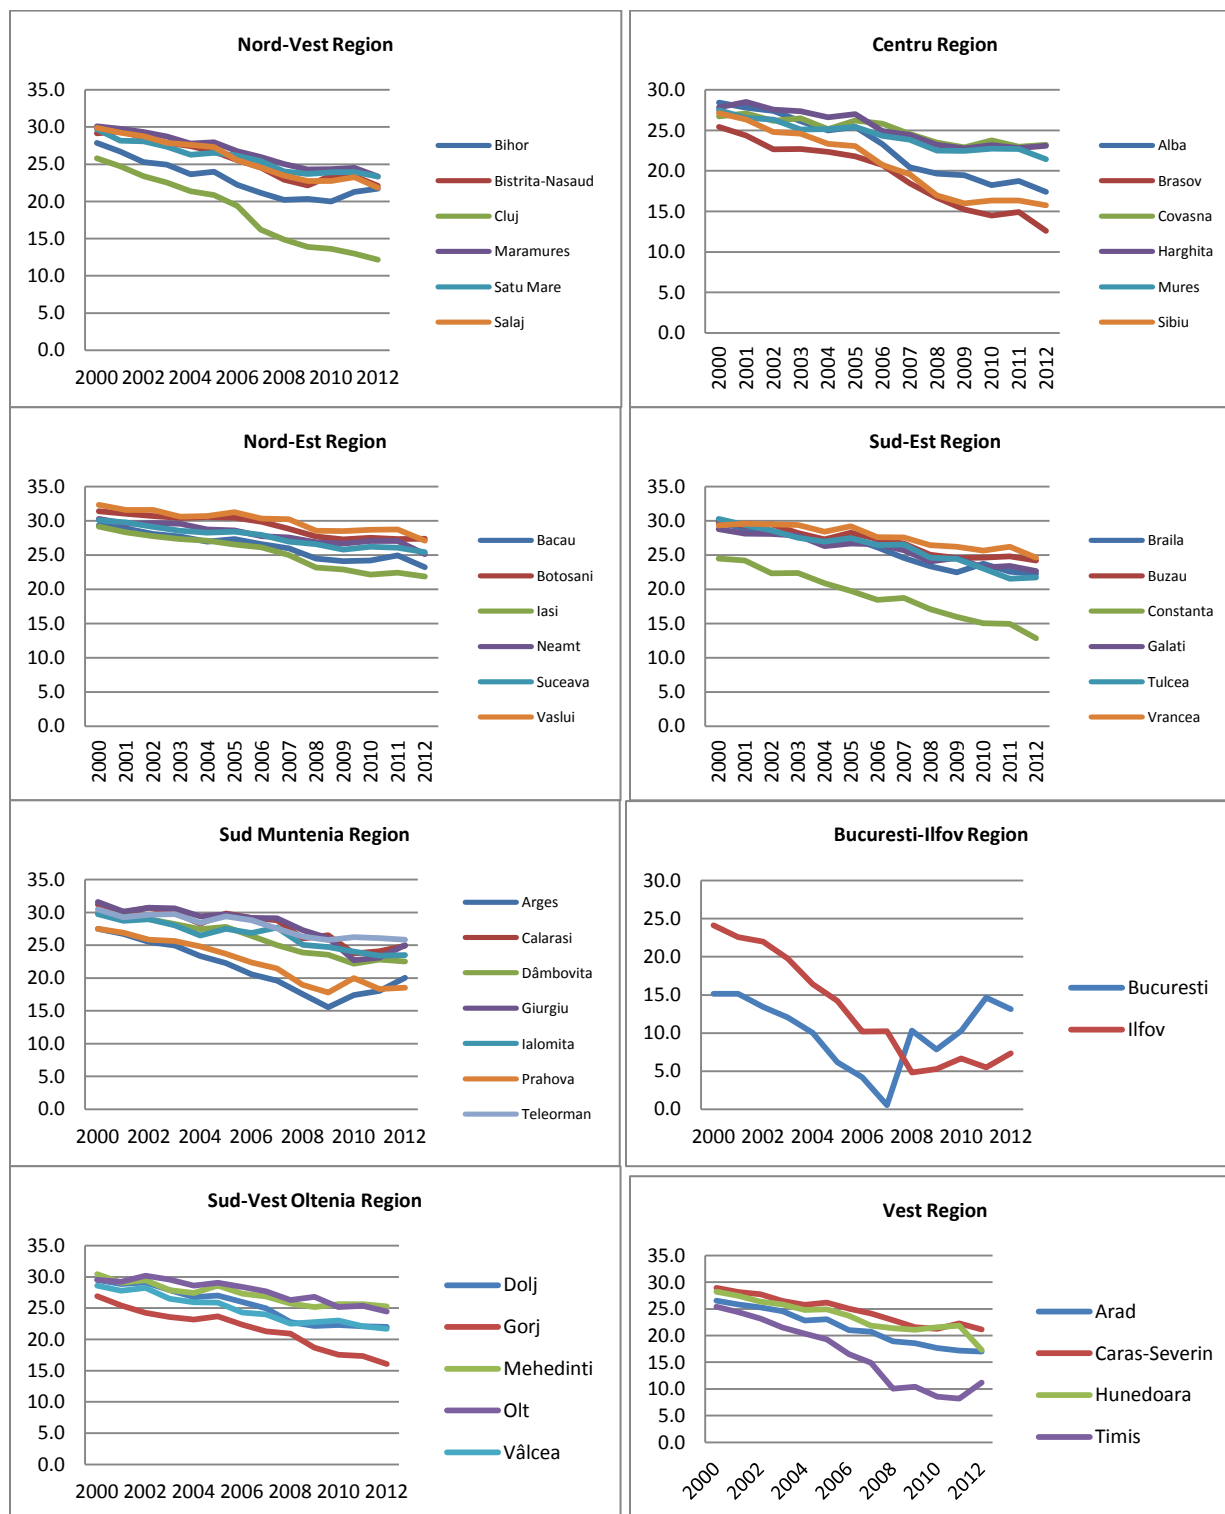 Nord-Vest Region
35.0
30.0
25.0
20.0
15.0
10.0
5.0
0.0
2000 2002 2004 2006 2008 2010 2012
Bihor
Bistrita-Nasaud
Cluj
Maramures
Satu Mare
Salaj
Centru Region
30.0
25.0
20.0
15.0
10.0
5.0
0.0
2000
2001
2002
2003
2004
2005
2006
2007
2008
2009
2010
2011
2012
Alba
Brasov
Covasna
Harghita
Mures
Sibiu
Nord-Est Region
35.0
30.0
25.0
20.0
15.0
10.0
5.0
0.0
2000
2001
2002
2003
2004
2005
2006
2007
2008
2009
2010
2011
2012
Bacau
Botosani
Iasi
Neamt
Suceava
Vaslui
Sud-Est Region
35.0
30.0
25.0
20.0
15.0
10.0
5.0
0.0
2000
2001
2002
2003
2004
2005
2006
2007
2008
2009
2010
2011
2012
Braila
Buzau
Constanta
Galati
Tulcea
Vrancea
Sud Muntenia Region
35.0
30.0
25.0
20.0
15.0
10.0
5.0
0.0
2000 2002 2004 2006 2008 2010 2012
Arges
Calarasi
Dâmbovita
Giurgiu
Ialomita
Prahova
Teleorman
Bucuresti-Ilfov Region
30.0
25.0
20.0
15.0
10.0
5.0
0.0
2000 2002 2004 2006 2008 2010 2012
Bucuresti
Ilfov
Sud-Vest Oltenia Region
35.0
30.0
25.0
20.0
15.0
10.0
5.0
0.0
2000 2002 2004 2006 2008 2010 2012
Dolj
Gorj
Mehedinti
Olt
Vâlcea
Vest Region
35.0
30.0
25.0
20.0
15.0
10.0
5.0
0.0
2000
2002
2004
2006
2008
2010
2012
Arad
Caras-Severin
Hunedoara
Timis